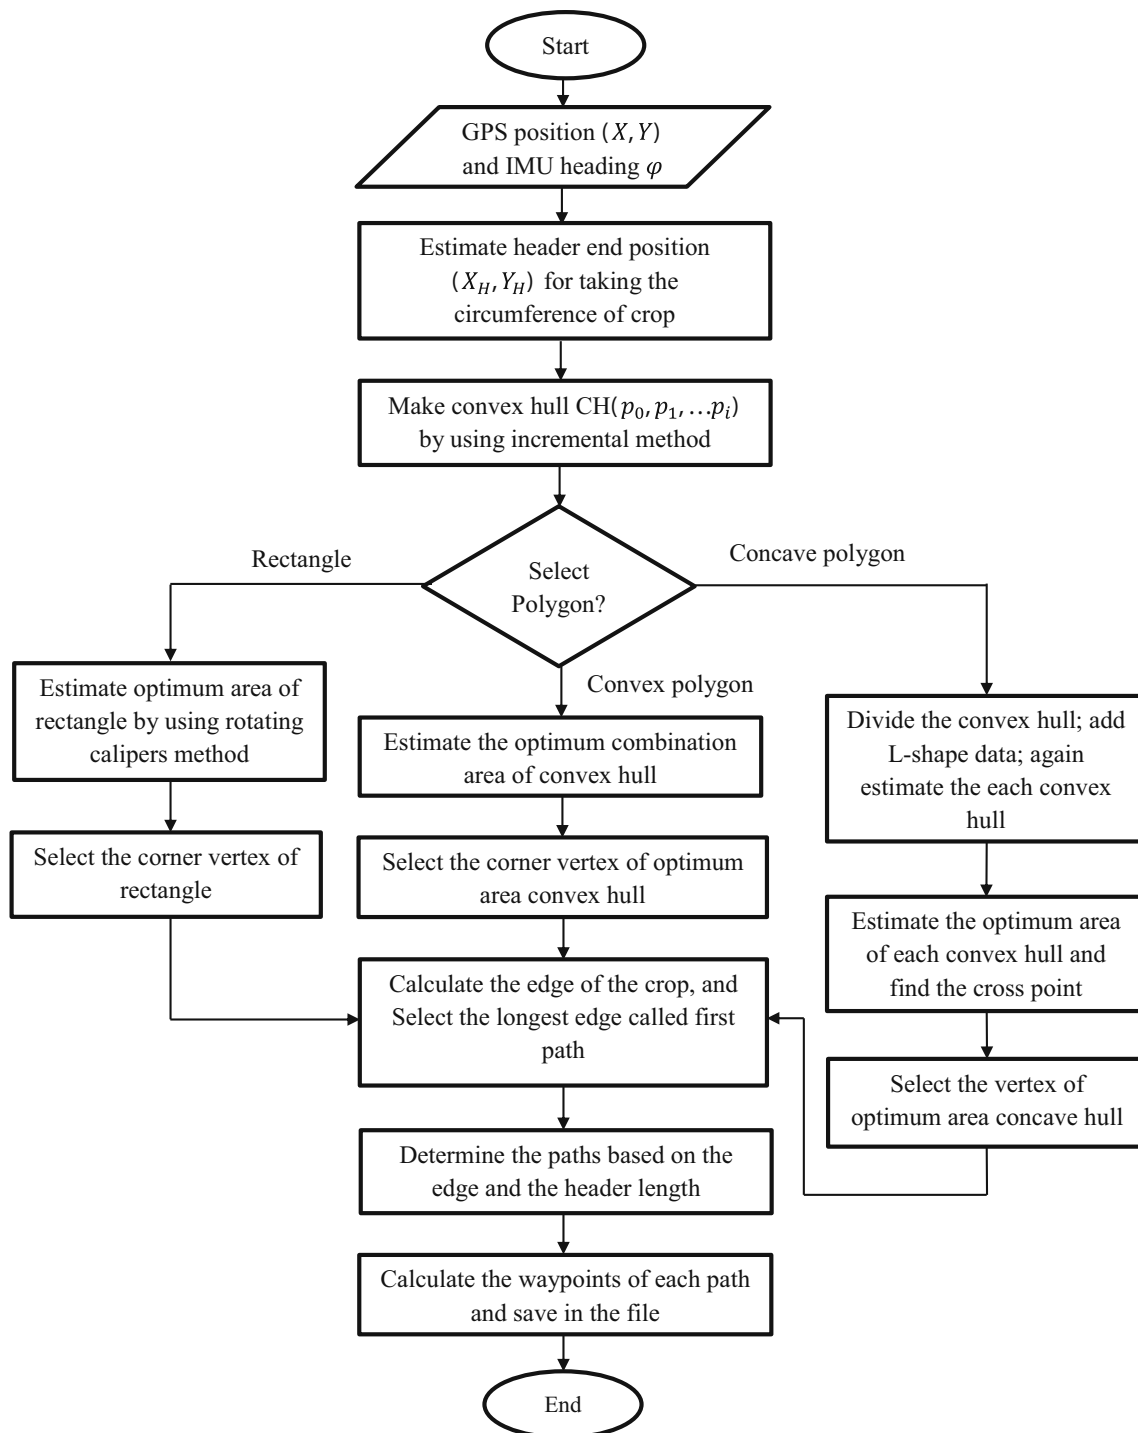 Start
GPS position (X, Y)
and IMU heading φ
Estimate header end position
(X_H, Y_H) for taking the
circumference of crop
Make convex hull CH(p_0, p_1, …p_i)
by using incremental method
Select
Polygon?
Rectangle
Concave polygon
Convex polygon
Estimate optimum area of
rectangle by using rotating
calipers method
Select the corner vertex of
rectangle
Estimate the optimum combination
area of convex hull
Select the corner vertex of optimum
area convex hull
Divide the convex hull; add
L-shape data; again
estimate the each convex
hull
Estimate the optimum area
of each convex hull and
find the cross point
Select the vertex of
optimum area concave hull
Calculate the edge of the crop, and
Select the longest edge called first
path
Determine the paths based on the
edge and the header length
Calculate the waypoints of each path
and save in the file
End